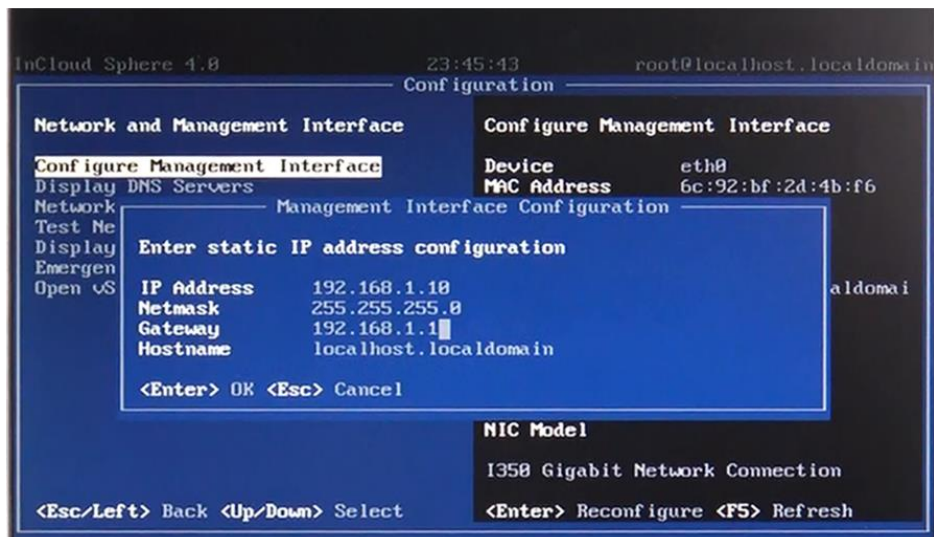 InCloud Sphere 4.0 23:45:43 root@localhost.localdomain
Configuration
Network and Management Interface
Configure Management Interface
Display DNS Servers
Network
Test Ne
Display
Emergen
Open vS
Configure Management Interface
Device eth0
MAC Address 6c:92:bf:2d:4b:f6
aldomai
Management Interface Configuration
Enter static IP address configuration
IP Address 192.168.1.10
Netmask 255.255.255.0
Gateway 192.168.1.1
Hostname localhost.localdomain
<Enter> OK <Esc> Cancel
NIC Model
I350 Gigabit Network Connection
<Esc/Left> Back <Up/Down> Select
<Enter> Reconfigure <F5> Refresh